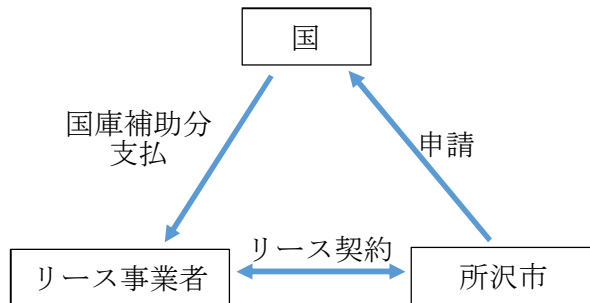 国
国庫補助分
支払
申請
リース契約
リース事業者
所沢市